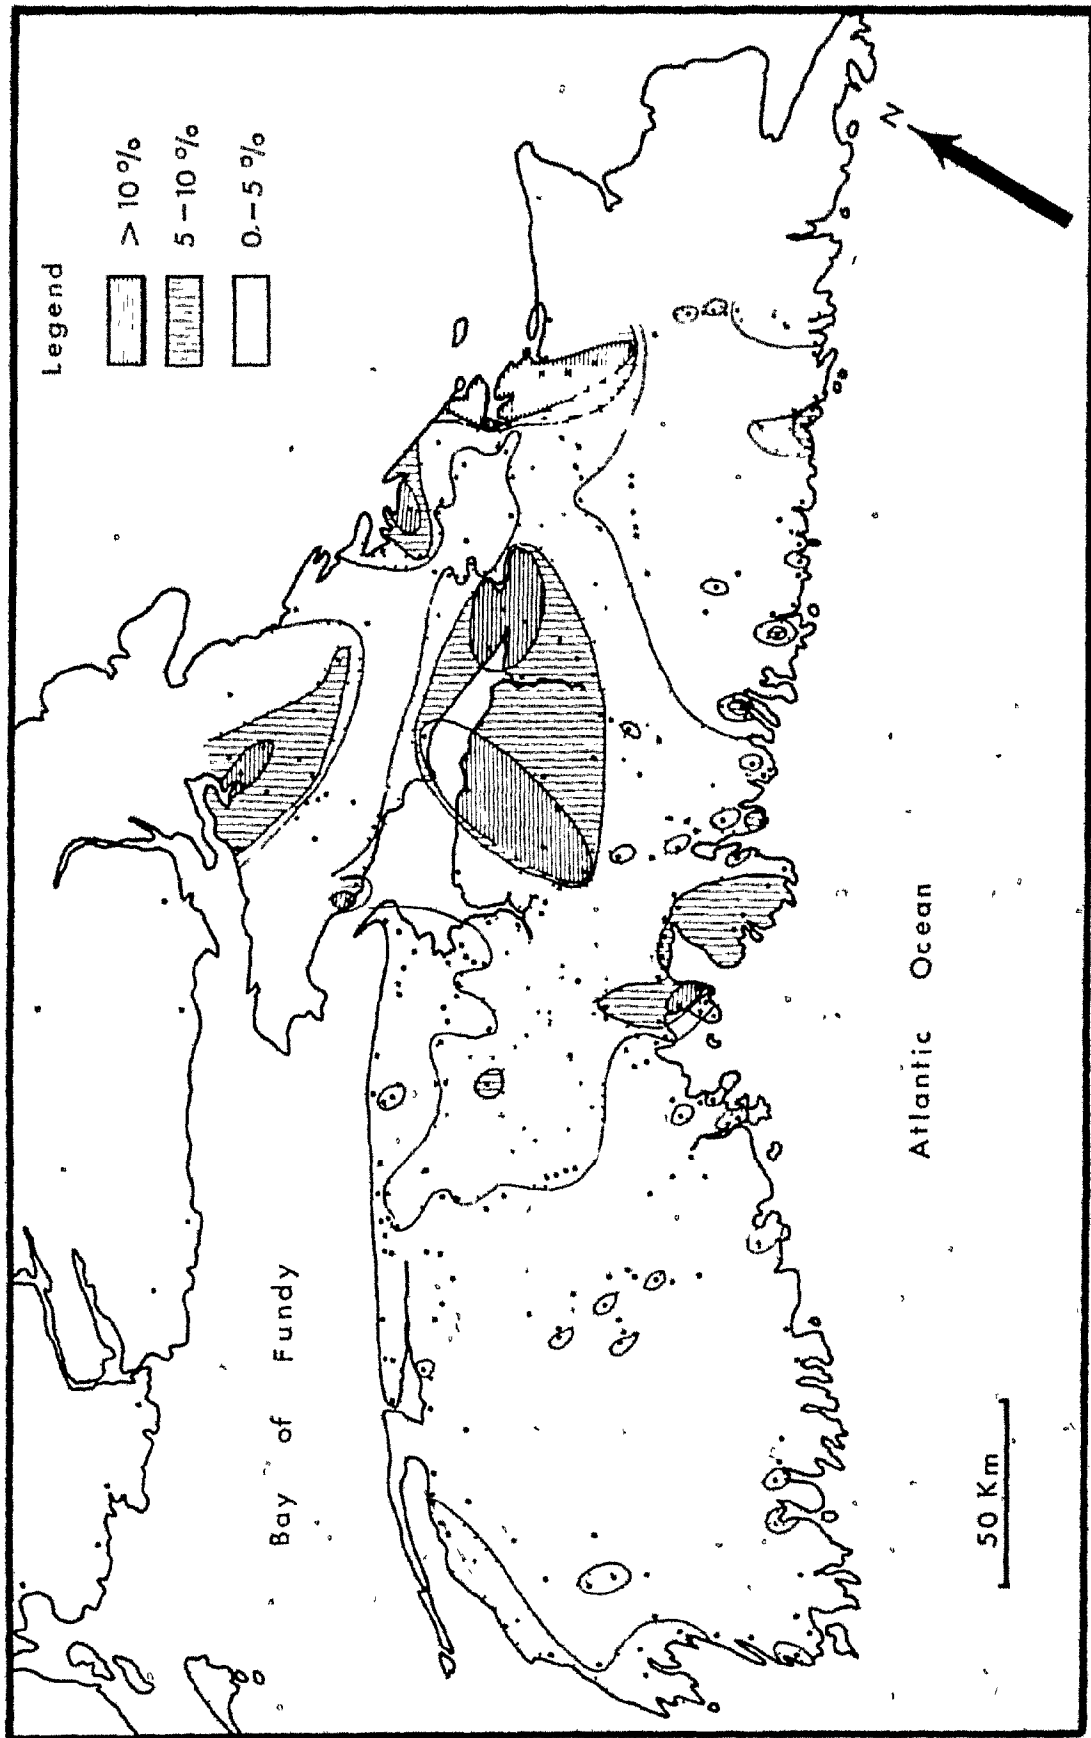 Legend
> 10 %
5 – 10 %
0 – 5 %
N
Bay of Fundy
Atlantic Ocean
50 Km